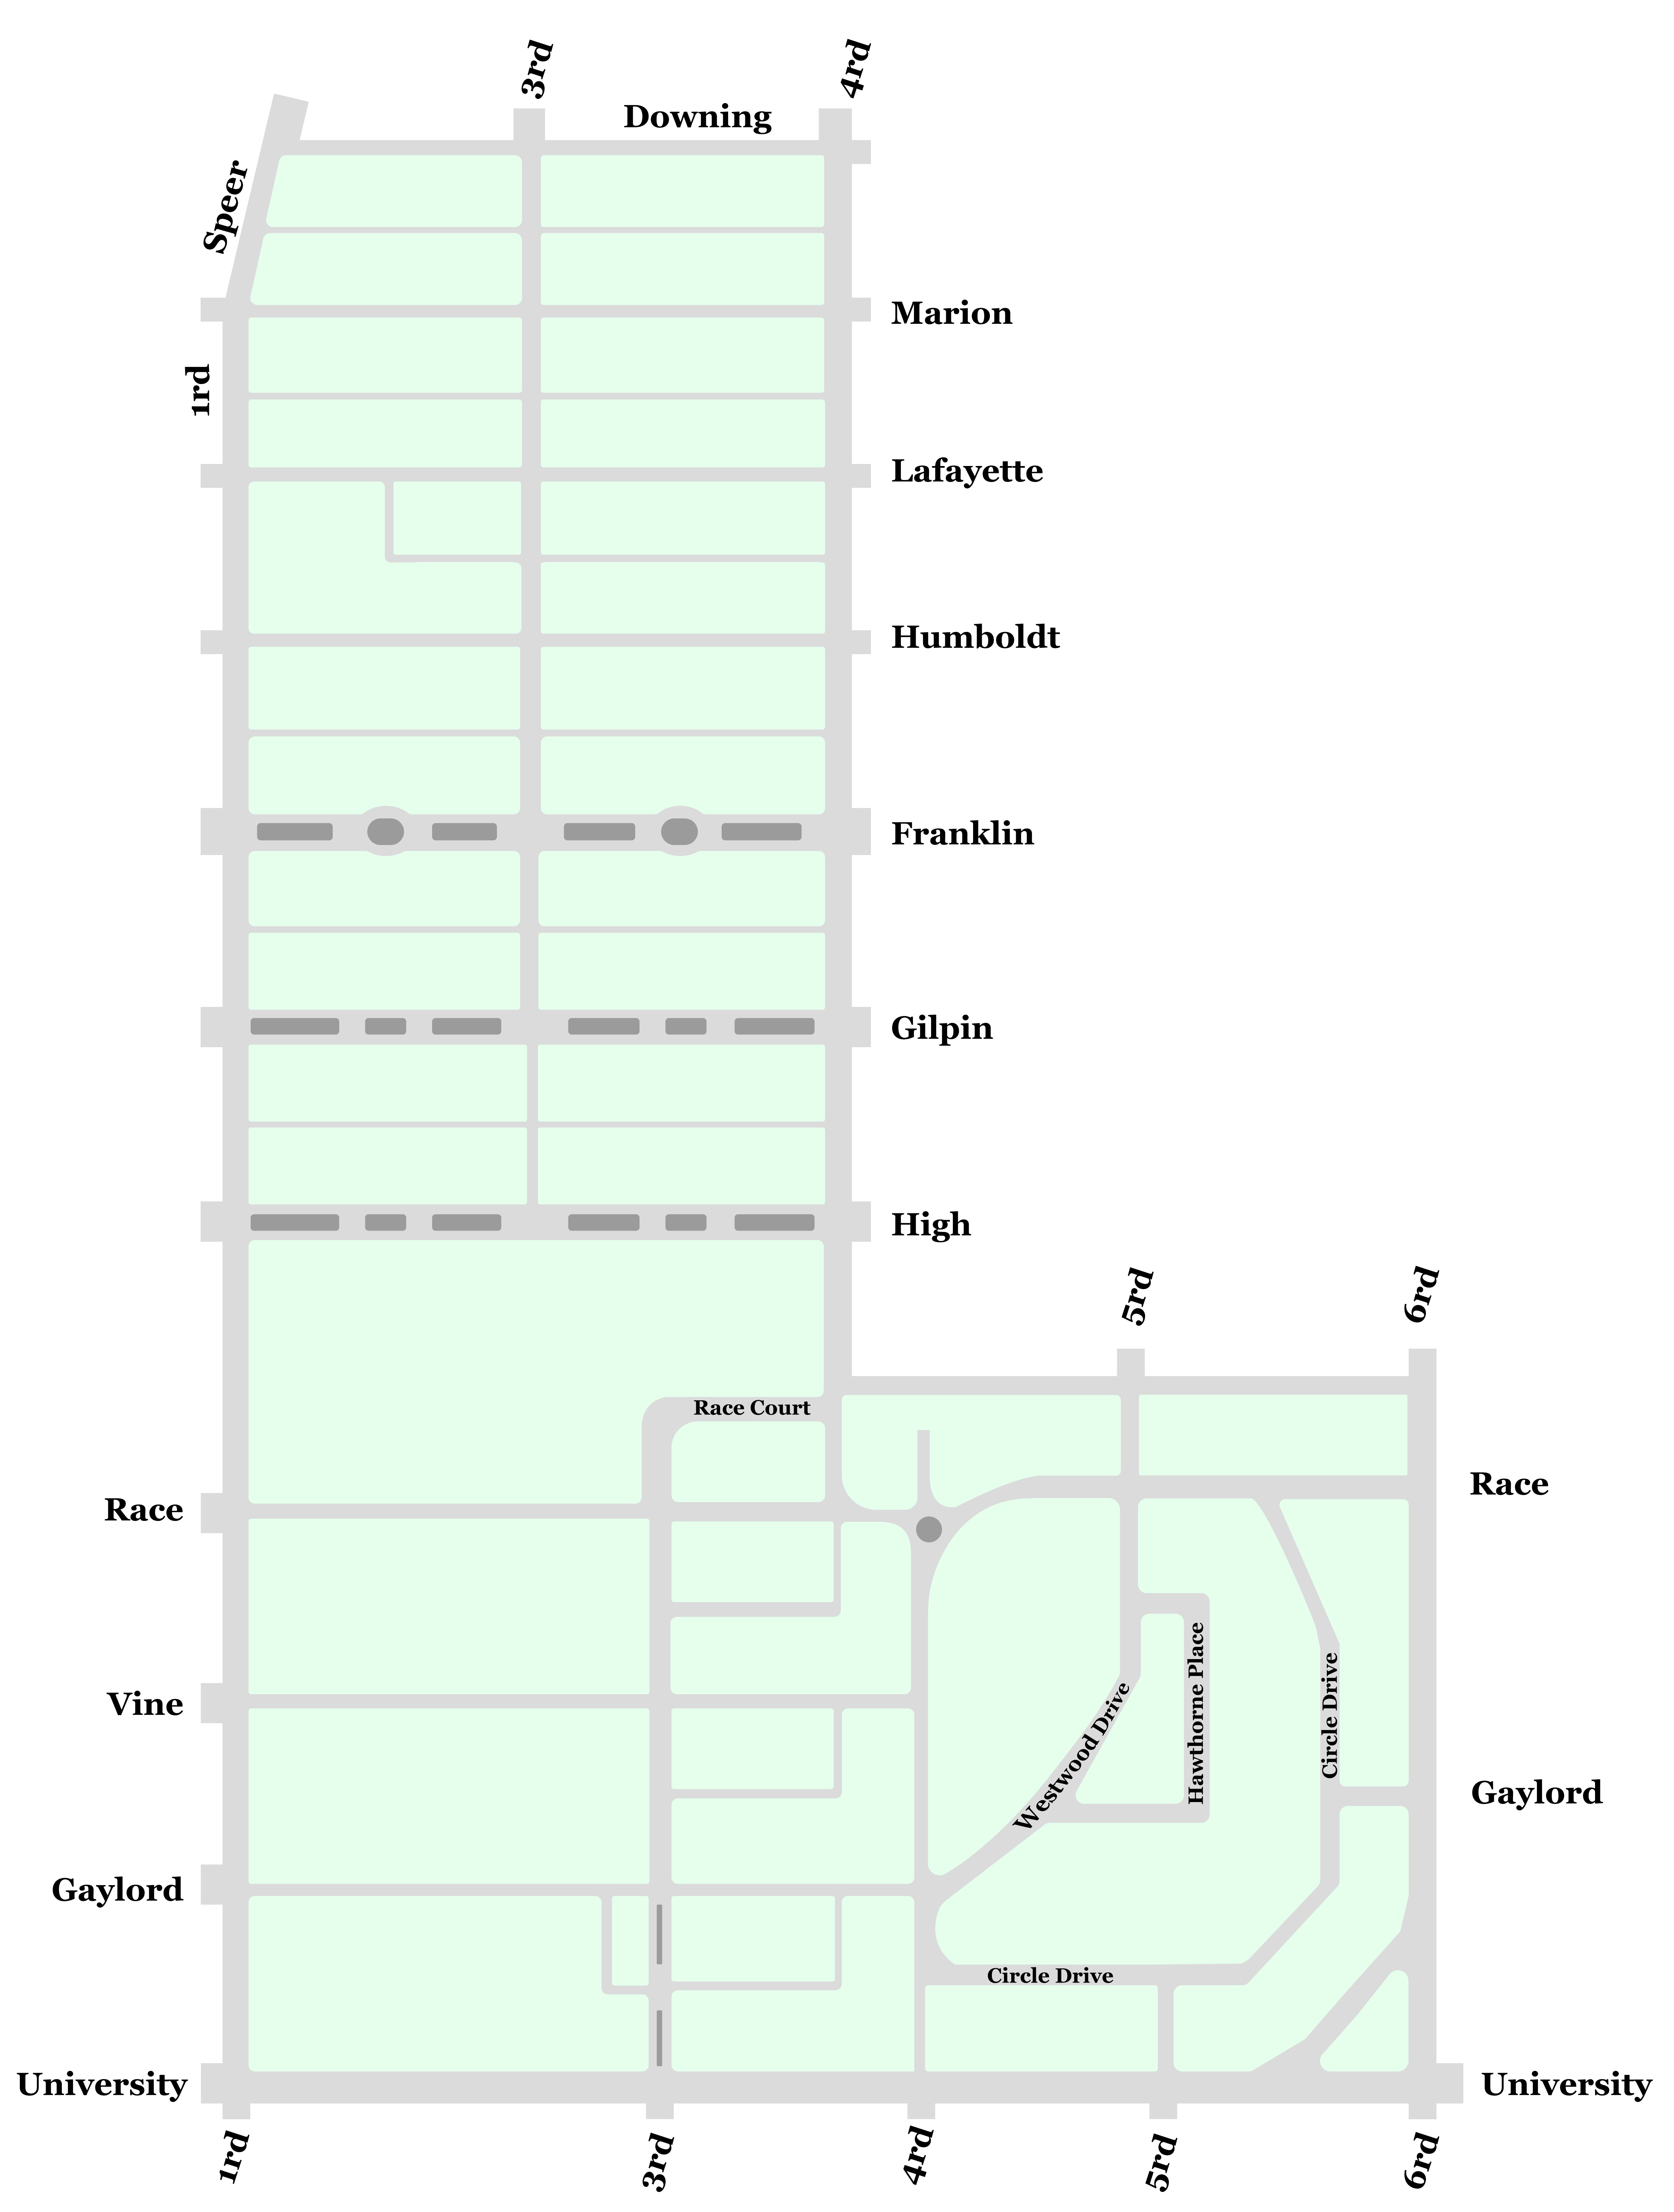 3rd
4rd
Downing
Speer
Marion
1rd
Lafayette
Humboldt
Franklin
Gilpin
High
5rd
6rd
Race Court
Race
Race
Hawthorne Place
Circle Drive
Westwood Drive
Vine
Gaylord
Gaylord
Circle Drive
University
University
1rd
3rd
4rd
5rd
6rd